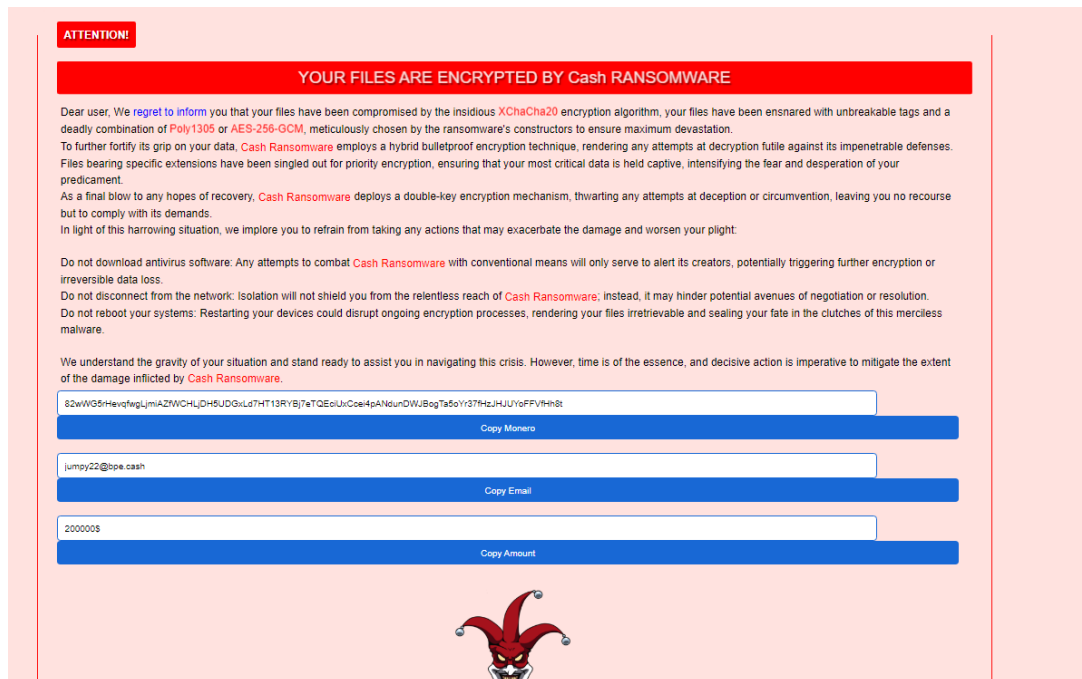 ATTENTION!
YOUR FILES ARE ENCRYPTED BY Cash RANSOMWARE
Dear user, We regret to inform you that your files have been compromised by the insidious XChaCha20 encryption algorithm, your files have been ensnared with unbreakable tags and a
deadly combination of Poly1305 or AES-256-GCM, meticulously chosen by the ransomware's constructors to ensure maximum devastation.
To further fortify its grip on your data, Cash Ransomware employs a hybrid bulletproof encryption technique, rendering any attempts at decryption futile against its impenetrable defenses.
Files bearing specific extensions have been singled out for priority encryption, ensuring that your most critical data is held captive, intensifying the fear and desperation of your
predicament.
As a final blow to any hopes of recovery, Cash Ransomware deploys a double-key encryption mechanism, thwarting any attempts at deception or circumvention, leaving you no recourse
but to comply with its demands.
In light of this harrowing situation, we implore you to refrain from taking any actions that may exacerbate the damage and worsen your plight:
Do not download antivirus software: Any attempts to combat Cash Ransomware with conventional means will only serve to alert its creators, potentially triggering further encryption or
irreversible data loss.
Do not disconnect from the network: Isolation will not shield you from the relentless reach of Cash Ransomware; instead, it may hinder potential avenues of negotiation or resolution.
Do not reboot your systems: Restarting your devices could disrupt ongoing encryption processes, rendering your files irretrievable and sealing your fate in the clutches of this merciless
malware.
We understand the gravity of your situation and stand ready to assist you in navigating this crisis. However, time is of the essence, and decisive action is imperative to mitigate the extent
of the damage inflicted by Cash Ransomware.
Copy Monero
jumpy22@bpe.cash
Copy Email
200000$
Copy Amount